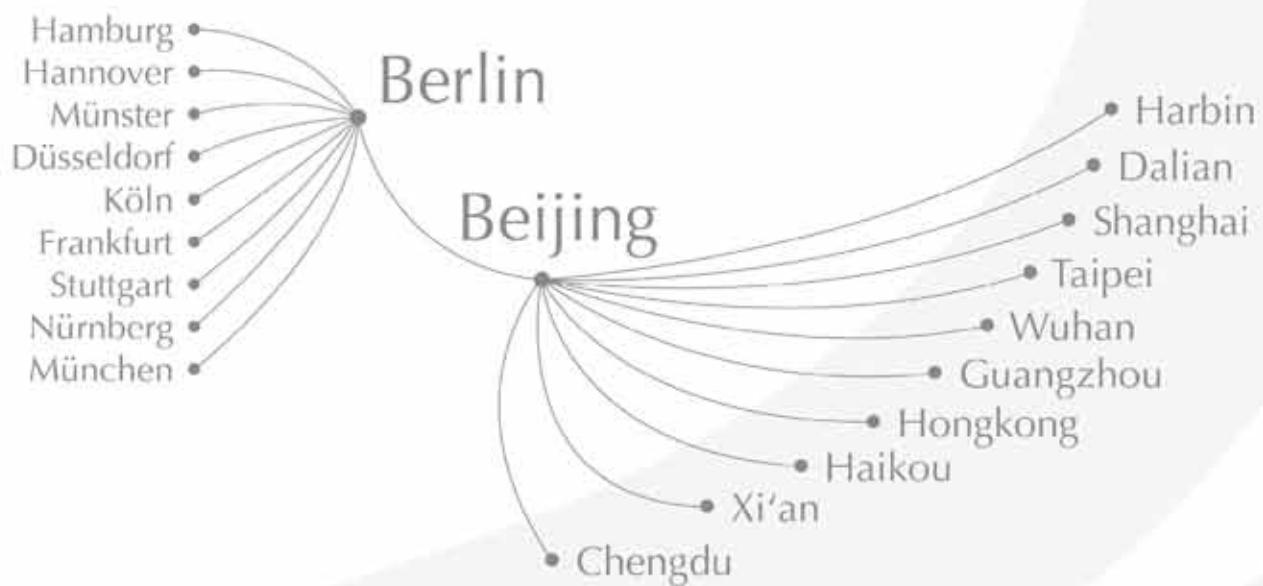 Hamburg
Hannover
Münster
Düsseldorf
Köln
Frankfurt
Stuttgart
Nürnberg
München
Berlin
Beijing
Harbin
Dalian
Shanghai
Taipei
Wuhan
Guangzhou
Hongkong
Haikou
Xi‘an
Chengdu